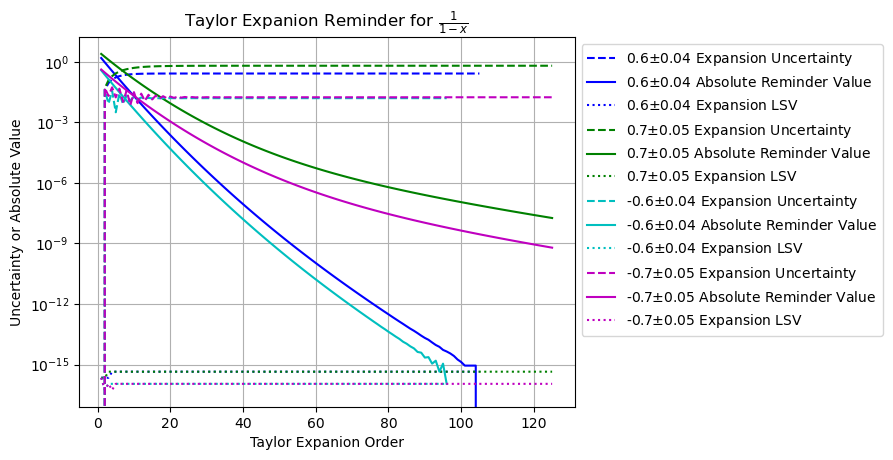 Taylor Expanion Reminder for 1/(1 − x)
Uncertainty or Absolute Value
10^0
10^−3
10^−6
10^−9
10^−12
10^−15
0 20 40 60 80 100 120
Taylor Expansion Order
0.6±0.04 Expansion Uncertainty
0.6±0.04 Absolute Reminder Value
0.6±0.04 Expansion LSV
0.7±0.05 Expansion Uncertainty
0.7±0.05 Absolute Reminder Value
0.7±0.05 Expansion LSV
-0.6±0.04 Expansion Uncertainty
-0.6±0.04 Absolute Reminder Value
-0.6±0.04 Expansion LSV
-0.7±0.05 Expansion Uncertainty
-0.7±0.05 Absolute Reminder Value
-0.7±0.05 Expansion LSV